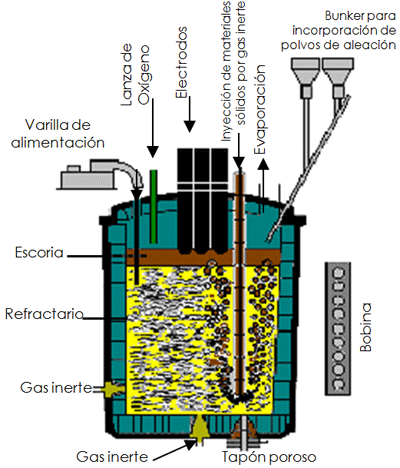 Bunker para
incorporación de
polvos de aleación
Lanza de
Oxígeno
Electrodos
Inyección de materiales
sólidos por gas inerte
Evaporación
Varilla de
alimentación
Escoria
Refractario
Bobina
Gas inerte
Gas inerte
Tapón poroso